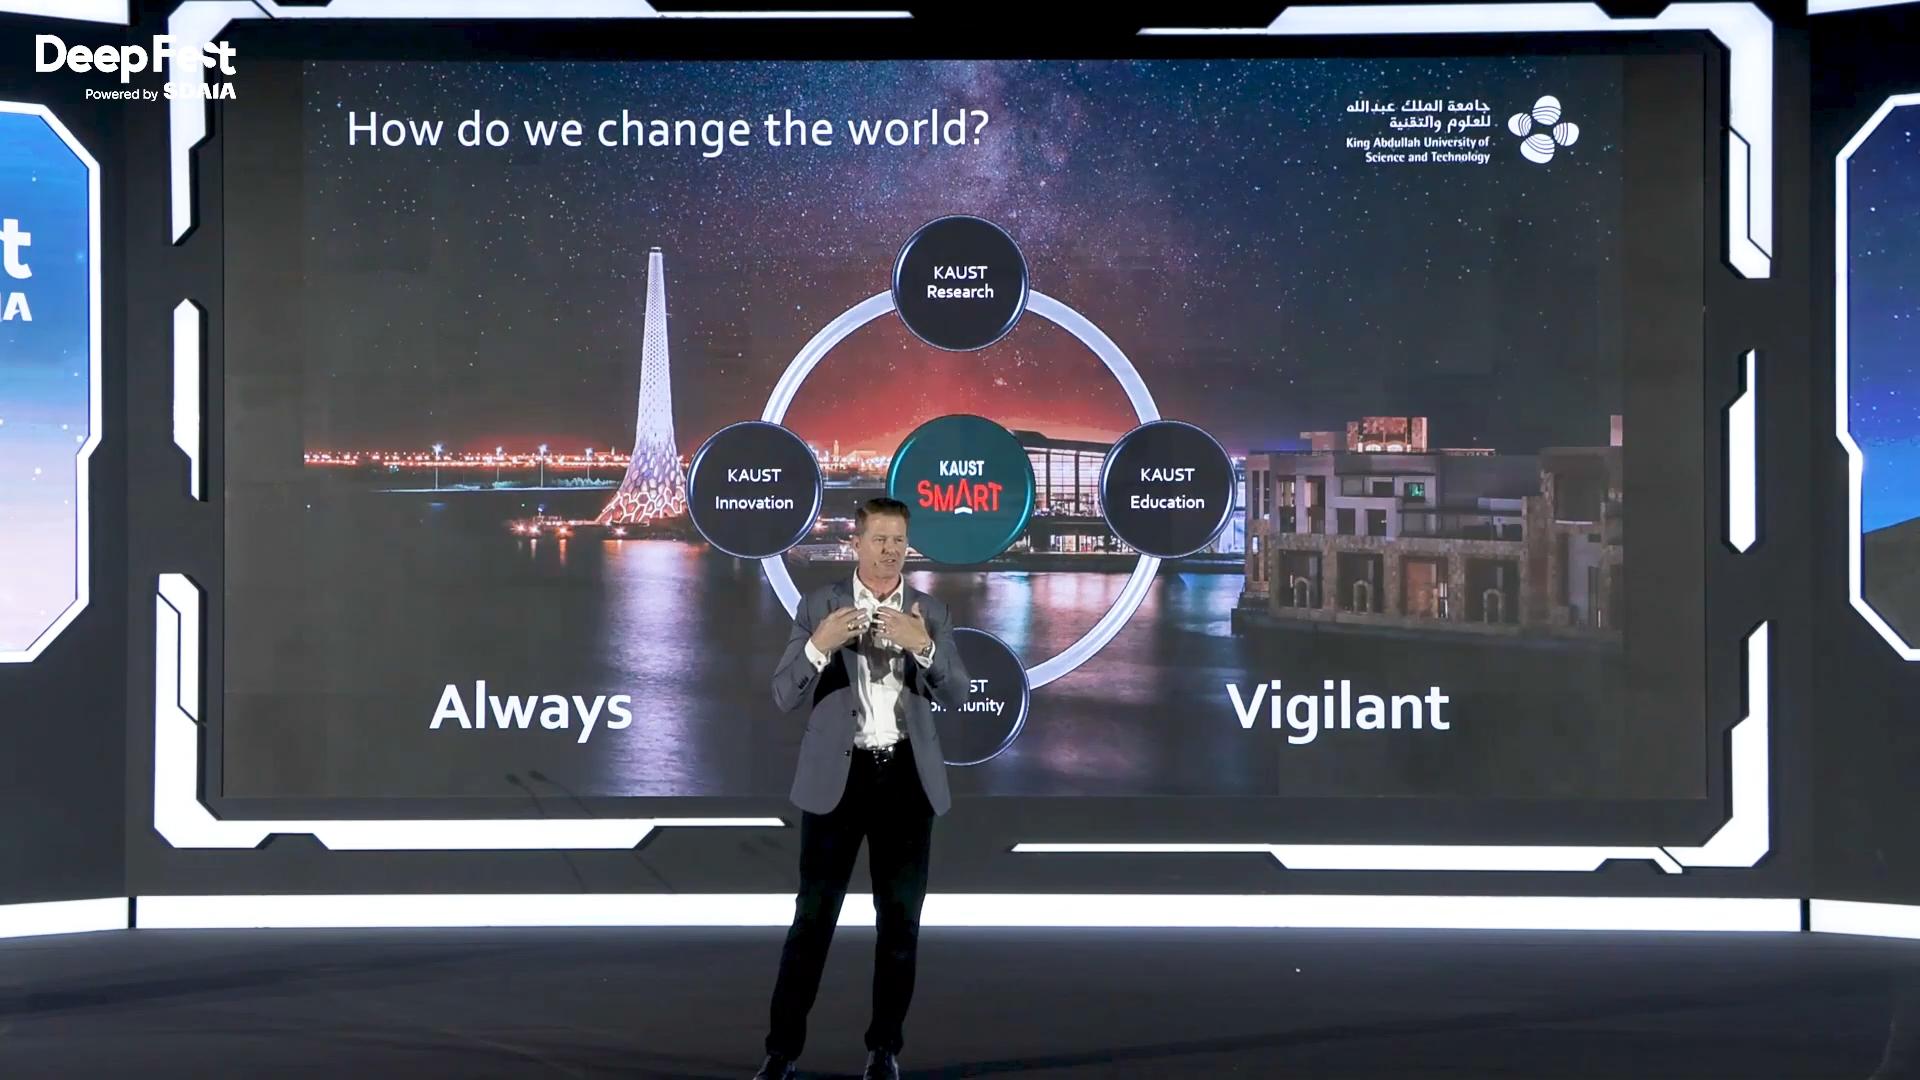 DeepFest
Powered by SDAIA
How do we change the world?
جامعة الملك عبدالله
للعلوم والتقنية
King Abdullah University of
Science and Technology
KAUST
Research
KAUST
Innovation
KAUST
SMART
KAUST
Education
Always
Vigilant